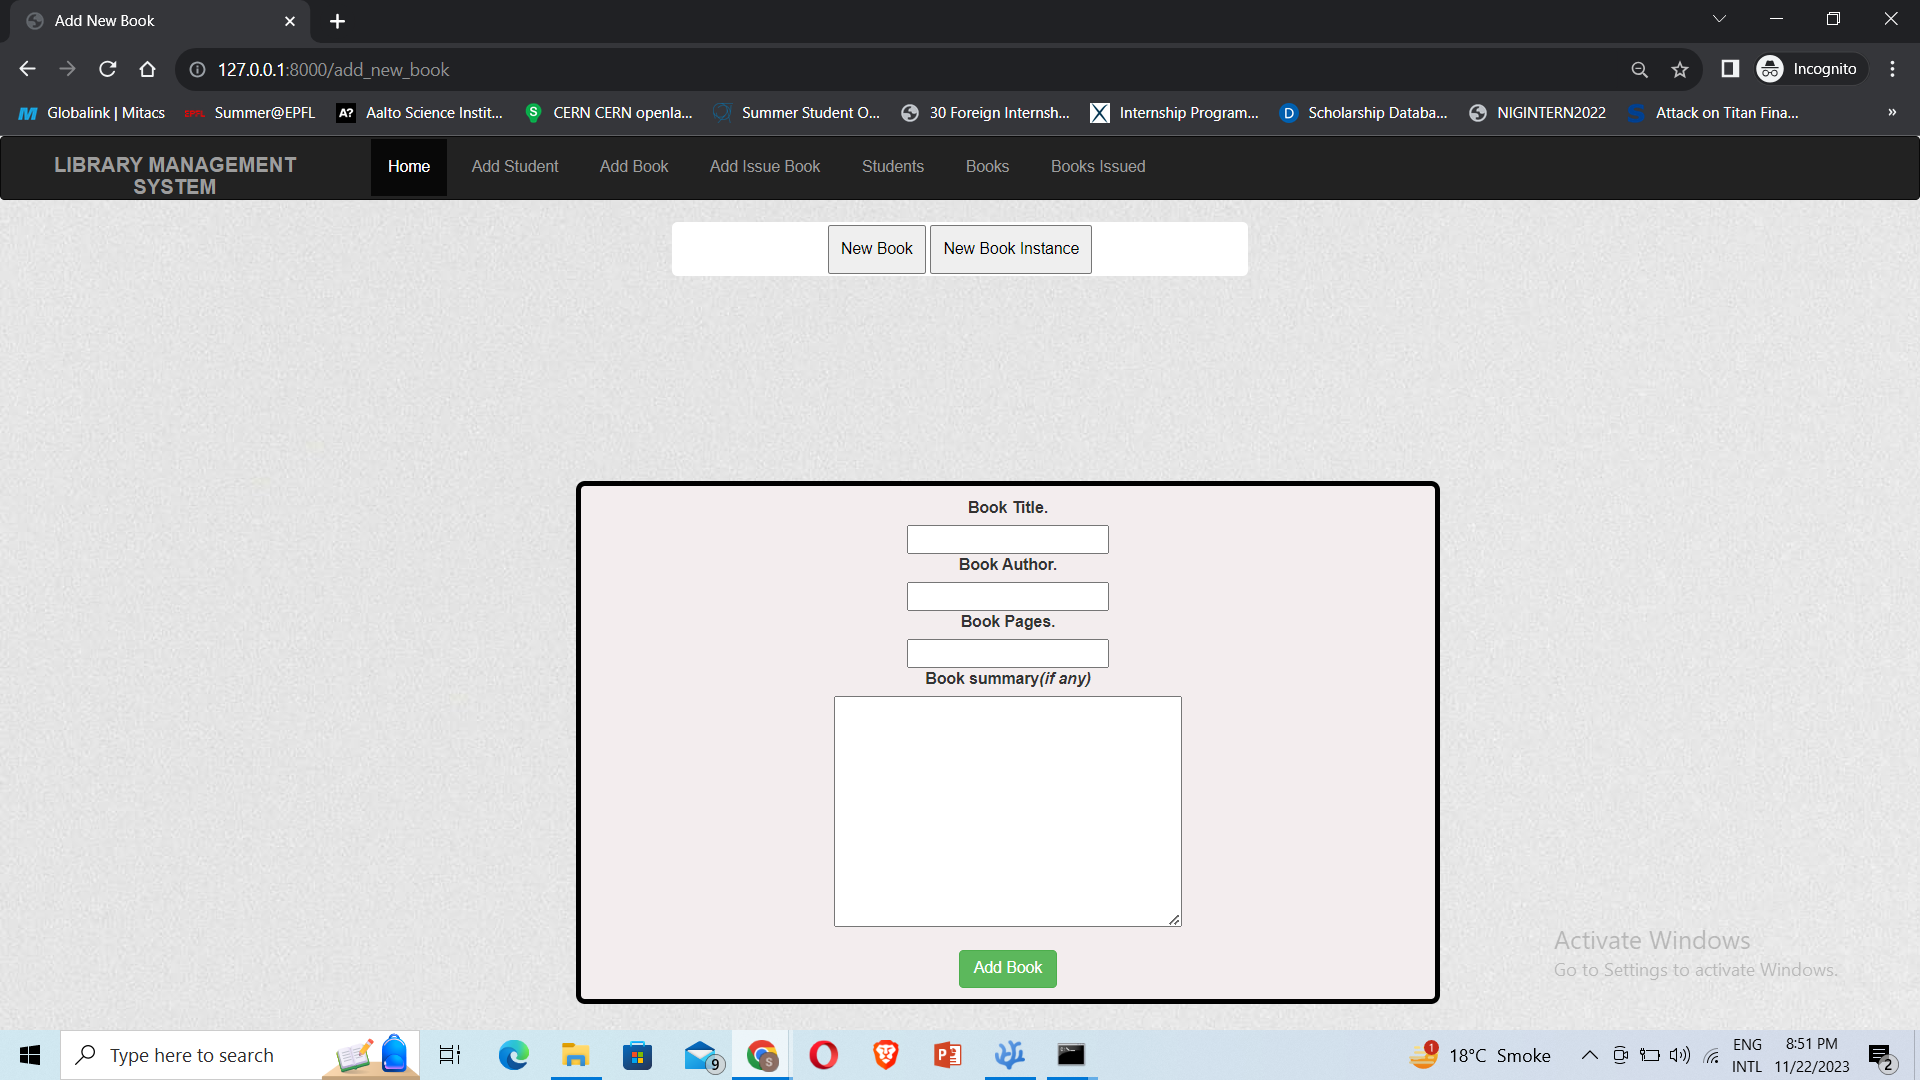 Add New Book
127.0.0.1:8000/add_new_book
Incognito
Globalink | Mitacs
EPFL
Summer@EPFL
A?
Aalto Science Instit...
S
CERN CERN openla...
Summer Student O...
30 Foreign Internsh...
Internship Program...
D
Scholarship Databa...
NIGINTERN2022
S
Attack on Titan Fina...
»
LIBRARY MANAGEMENT
SYSTEM
Home
Add Student
Add Book
Add Issue Book
Students
Books
Books Issued
New Book
New Book Instance
Book Title.
Book Author.
Book Pages.
Book summary(if any)
Add Book
Activate Windows
Go to Settings to activate Windows.
Type here to search
9
S
1
18°C Smoke
ENG
INTL
8:51 PM
11/22/2023
2